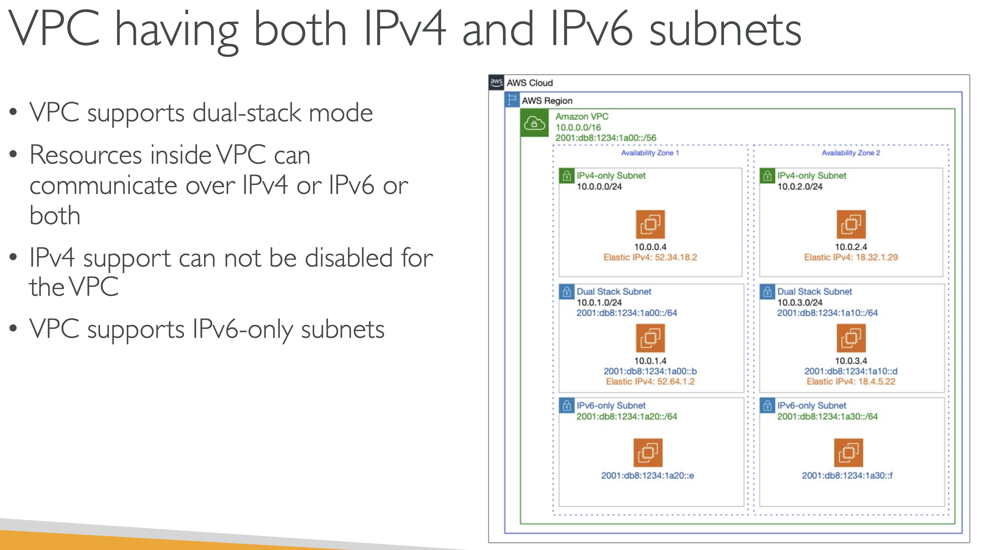 VPC having both IPv4 and IPv6 subnets
• VPC supports dual-stack mode
• Resources inside VPC can
communicate over IPv4 or IPv6 or
both
• IPv4 support can not be disabled for
the VPC
• VPC supports IPv6-only subnets
aws
AWS Cloud
AWS Region
Amazon VPC
10.0.0.0/16
2001:db8:1234:1a00::/56
Availability Zone 1
IPv4-only Subnet
10.0.0.0/24
10.0.0.4
Elastic IPv4: 52.34.18.2
Dual Stack Subnet
10.0.1.0/24
2001:db8:1234:1a00::/64
10.0.1.4
2001:db8:1234:1a00::b
Elastic IPv4: 52.64.1.2
IPv6-only Subnet
2001:db8:1234:1a20::/64
2001:db8:1234:1a20::e
Availability Zone 2
IPv4-only Subnet
10.0.2.0/24
10.0.2.4
Elastic IPv4: 18.32.1.29
Dual Stack Subnet
10.0.3.0/24
2001:db8:1234:1a10::/64
10.0.3.4
2001:db8:1234:1a10::d
Elastic IPv4: 18.4.5.22
IPv6-only Subnet
2001:db8:1234:1a30::/64
2001:db8:1234:1a30::f